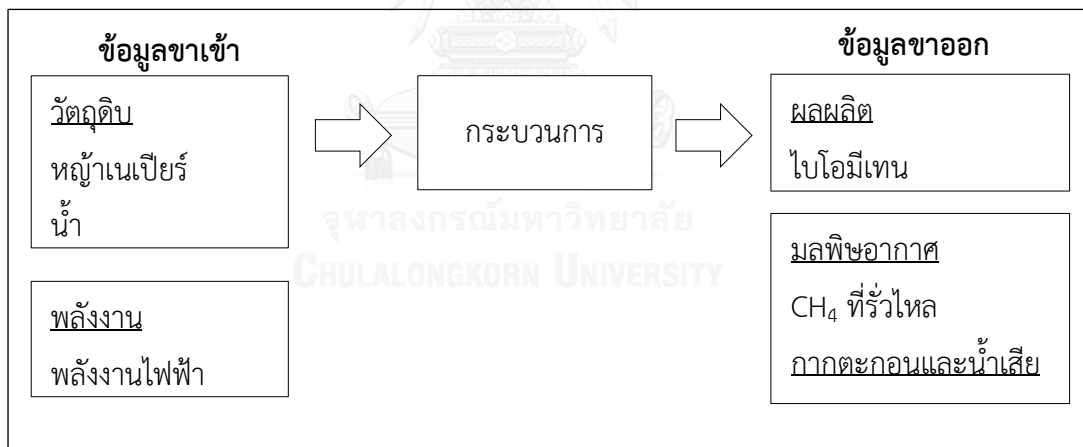 ข้อมูลขาเข้า
วัตถุดิบ
หญ้าเนเปียร์
น้ำ
พลังงาน
พลังงานไฟฟ้า
กระบวนการ
ข้อมูลขาออก
ผลผลิต
ไบโอมีเทน
มลพิษอากาศ
CH₄ ที่รั่วไหล
กากตะกอนและน้ำเสีย
จุฬาลงกรณ์มหาวิทยาลัย
CHULALONGKORN UNIVERSITY